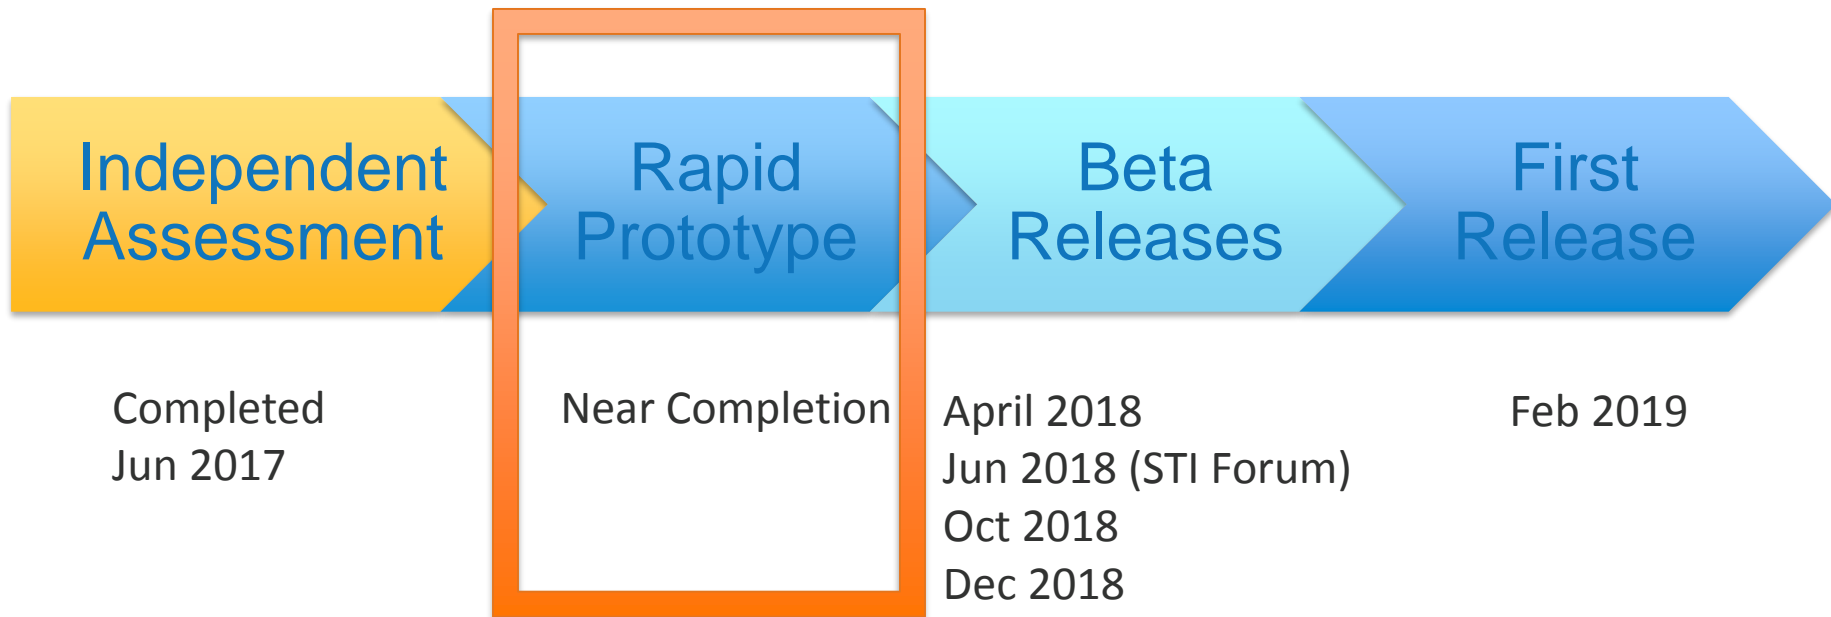 Independent
Assessment
Rapid
Prototype
Beta
Releases
First
Release
Completed
Jun 2017
Near Completion
April 2018
Jun 2018 (STI Forum)
Oct 2018
Dec 2018
Feb 2019